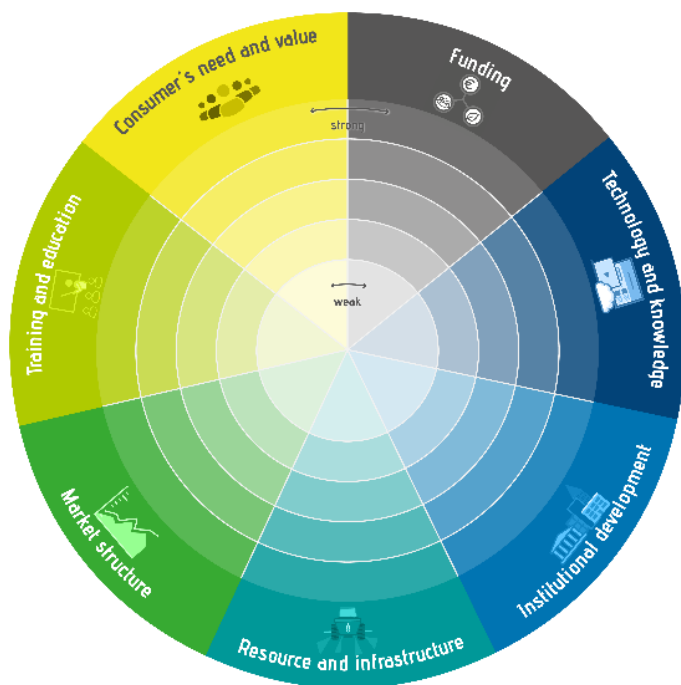 Consumer's need and value
Funding
strong
Technology and knowledge
Training and education
weak
Institutional development
Market structure
Resource and infrastructure